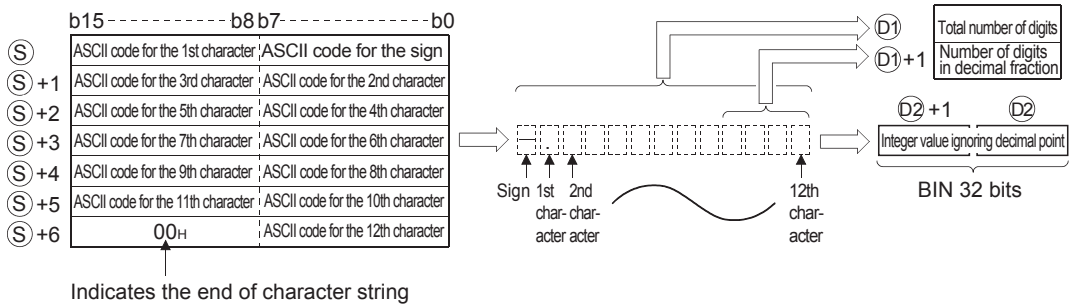 b15 b8 b7 b0
S ASCII code for the 1st character ASCII code for the sign
S +1 ASCII code for the 3rd character ASCII code for the 2nd character
S +2 ASCII code for the 5th character ASCII code for the 4th character
S +3 ASCII code for the 7th character ASCII code for the 6th character
S +4 ASCII code for the 9th character ASCII code for the 8th character
S +5 ASCII code for the 11th character ASCII code for the 10th character
S +6 00H ASCII code for the 12th character
Indicates the end of character string
Sign 1st 2nd 12th
char- char- char-
acter acter acter
D1 Total number of digits
D1 +1 Number of digits
in decimal fraction
D2 +1 D2
Integer value ignoring decimal point
BIN 32 bits